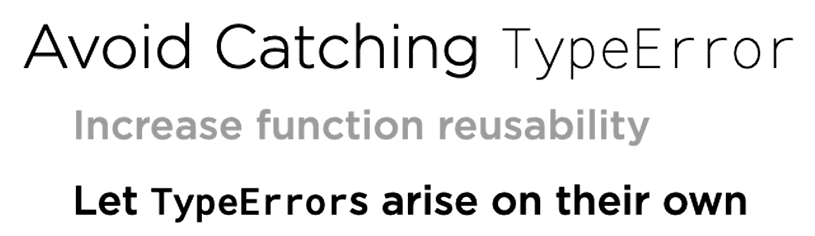 Avoid Catching TypeError
Increase function reusability
Let TypeErrors arise on their own